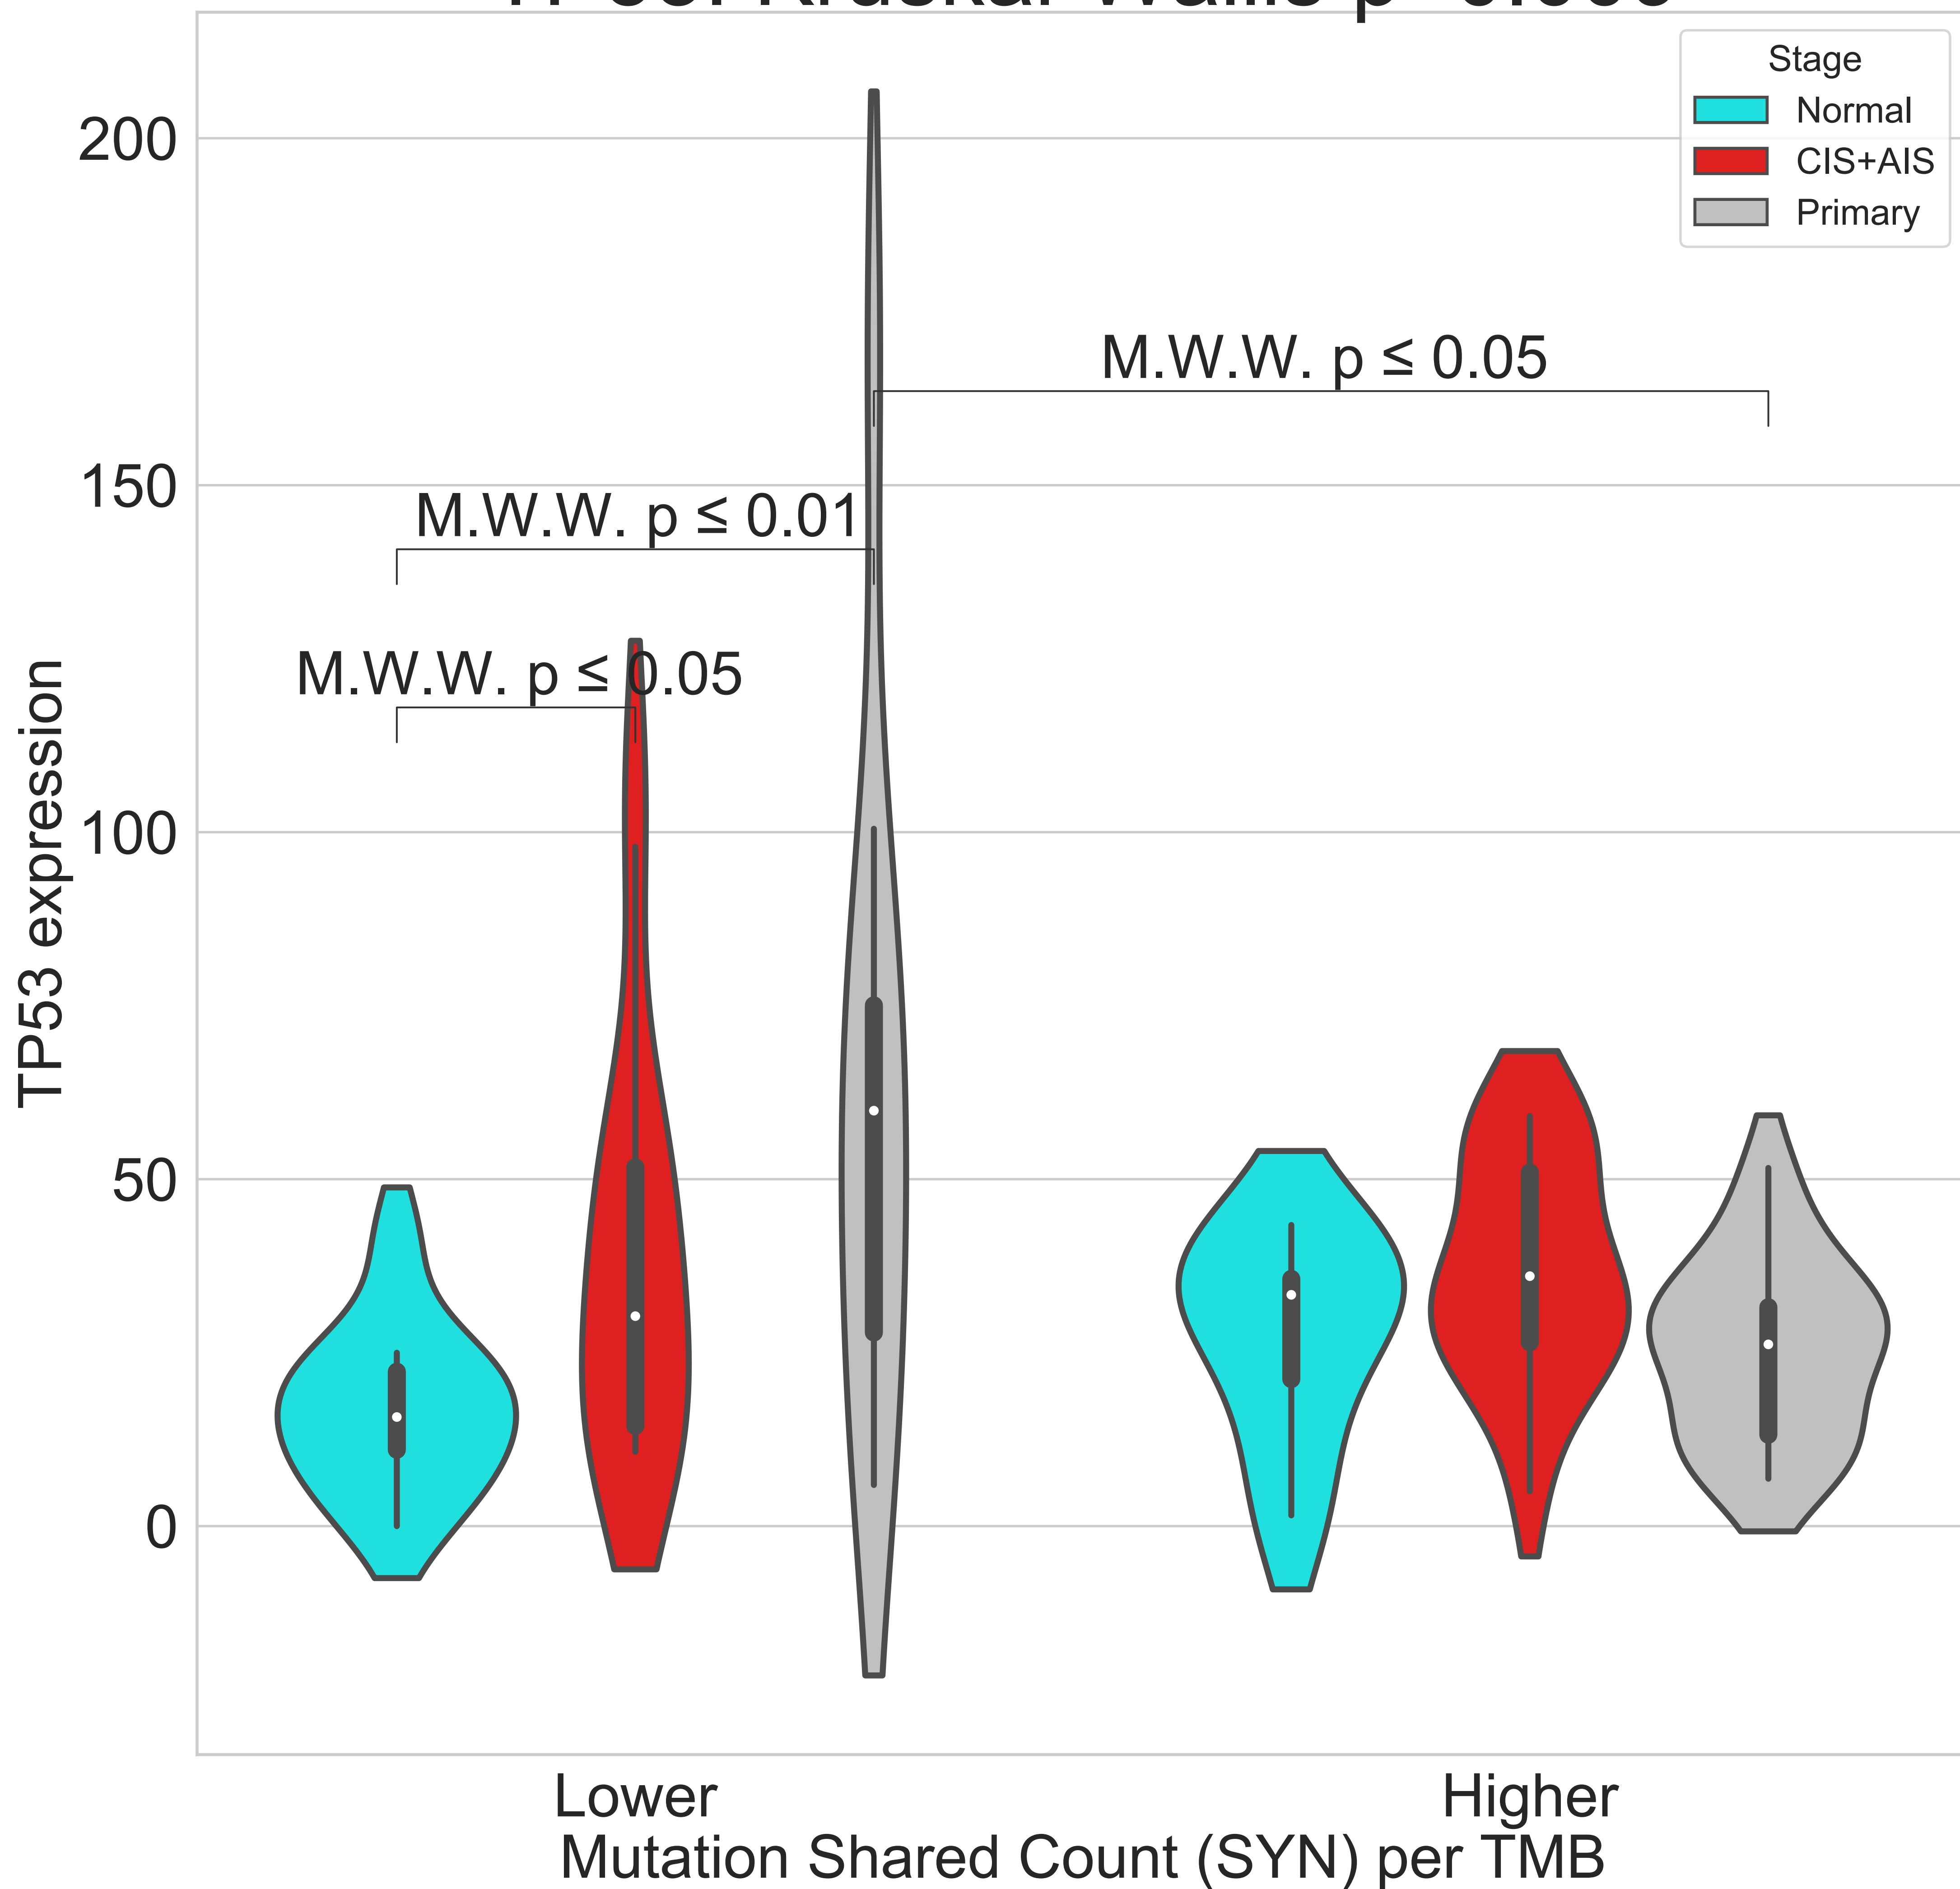 Stage
Normal
CIS+AIS
Primary
200
150
100
50
0
M.W.W. p ≤ 0.05
M.W.W. p ≤ 0.01
M.W.W. p ≤ 0.05
TP53 expression
Lower
Higher
Mutation Shared Count (SYN) per TMB